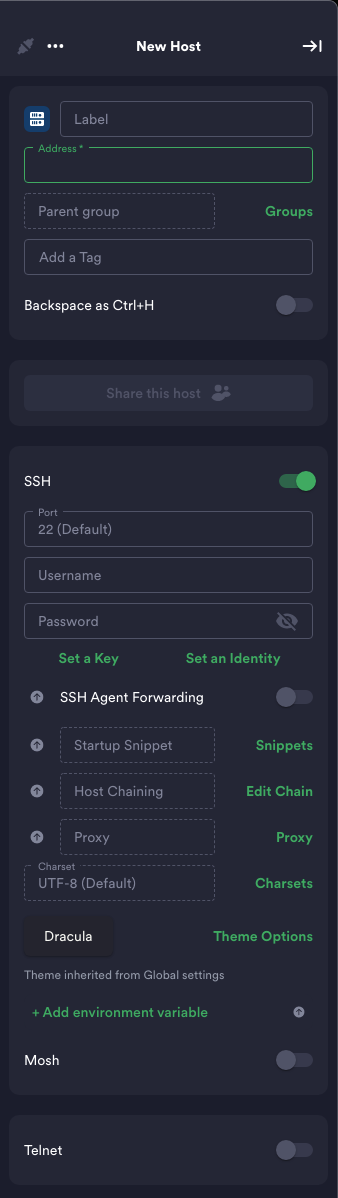 New Host
Label
Address *
Parent group Groups
Add a Tag
Backspace as Ctrl+H
Share this host
SSH
Port
22 (Default)
Username
Password
Set a Key Set an Identity
SSH Agent Forwarding
Startup Snippet Snippets
Host Chaining Edit Chain
Proxy Proxy
Charset
UTF-8 (Default) Charsets
Dracula Theme Options
Theme inherited from Global settings
+ Add environment variable
Mosh
Telnet